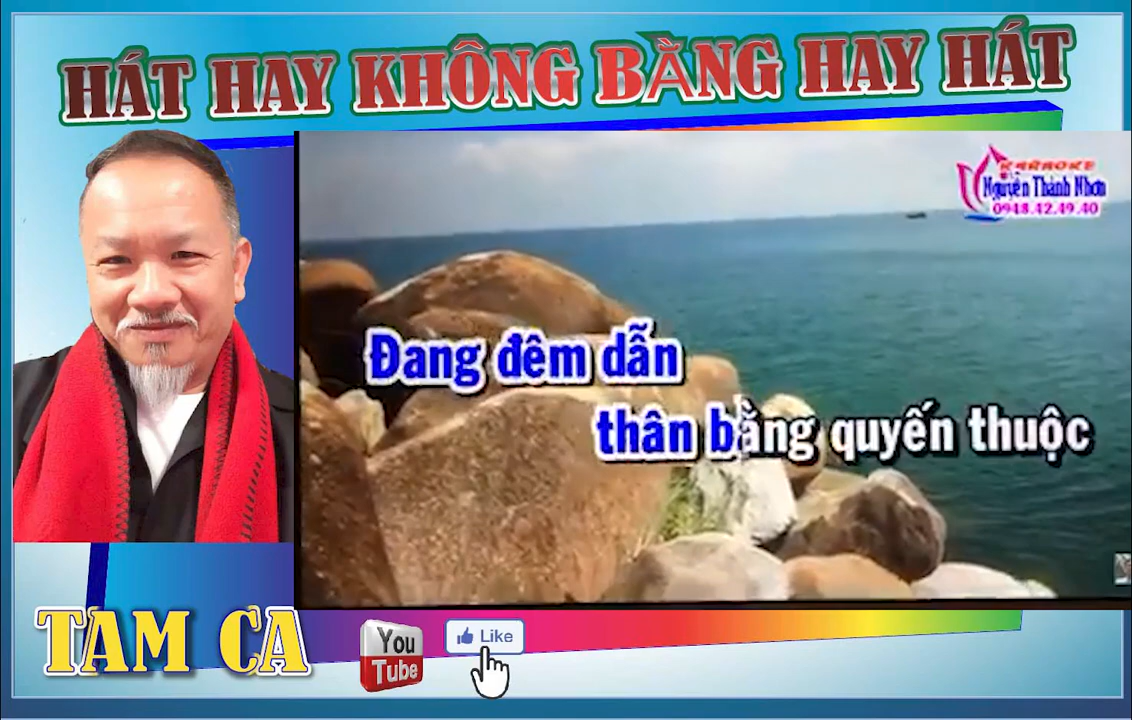 HÁT HAY KHÔNG BẰNG HAY HÁT
KARAOKE
Nguyễn Thành Nhơn
0948.42.49.40
Đang đêm dẫn
thân bằng quyến thuộc
TAM CA
You
Tube
Like